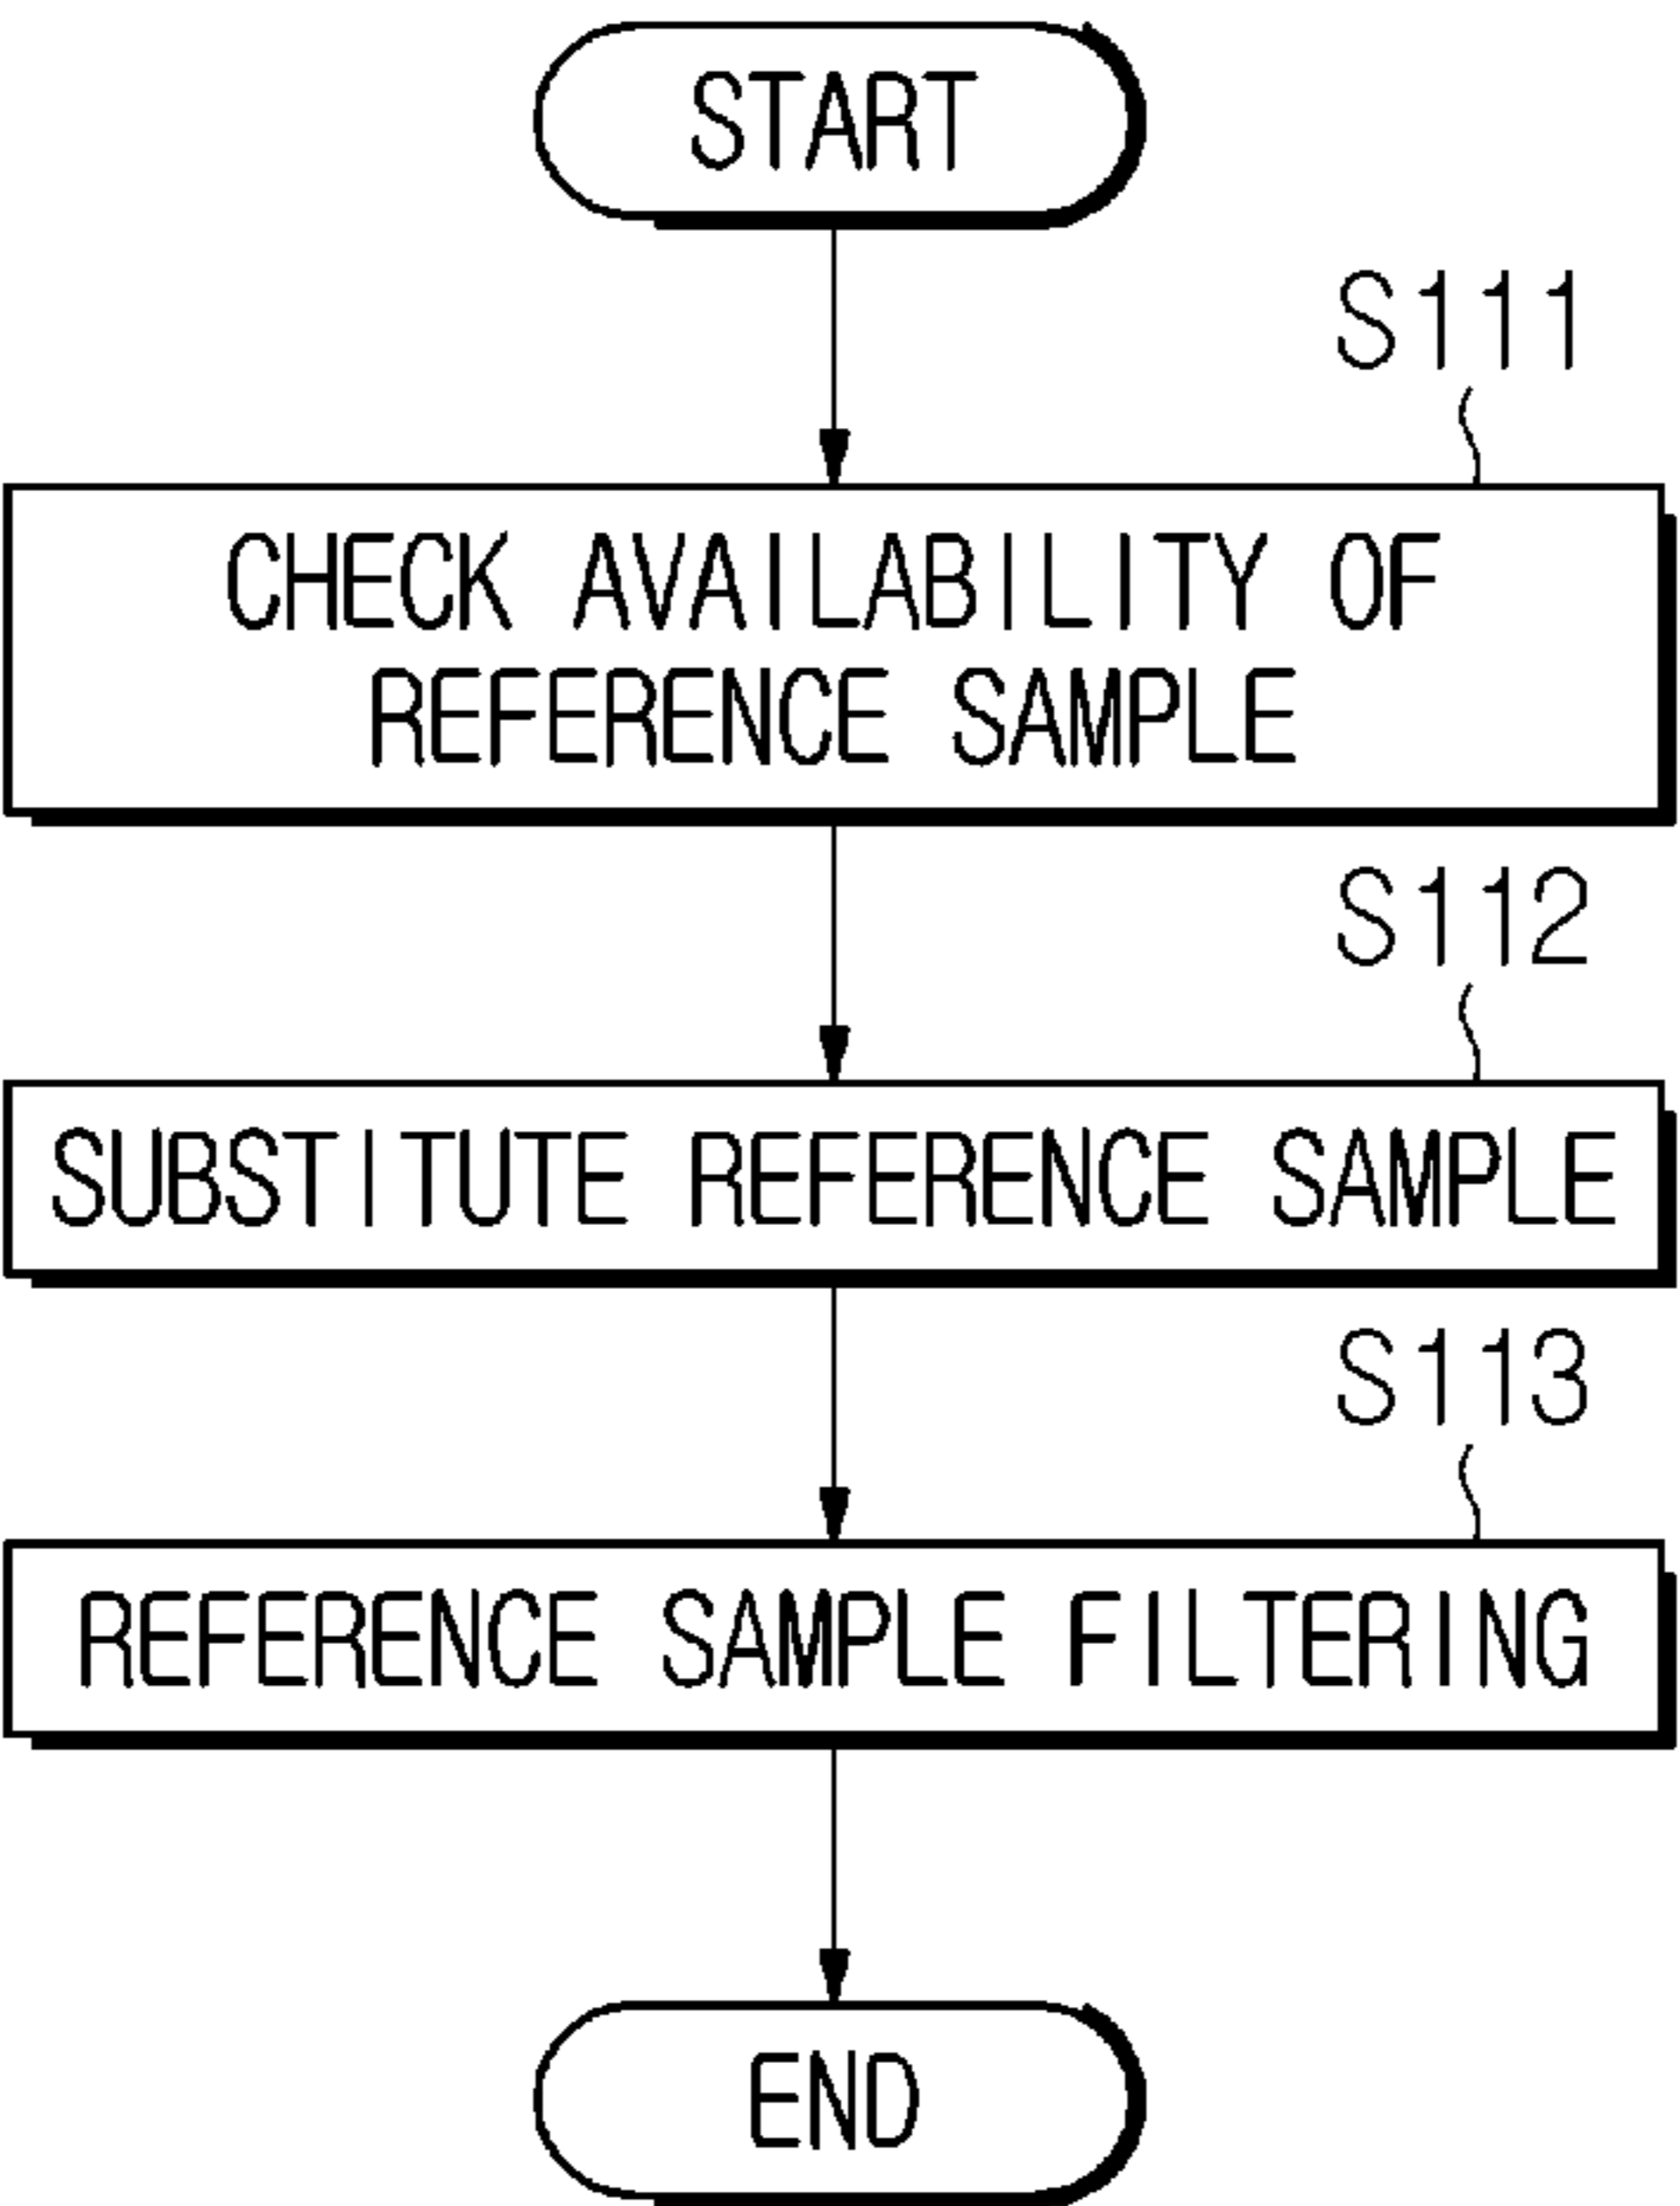 START
S111
CHECK AVAILABILITY OF
REFERENCE SAMPLE
S112
SUBSTITUTE REFERENCE SAMPLE
S113
REFERENCE SAMPLE FILTERING
END